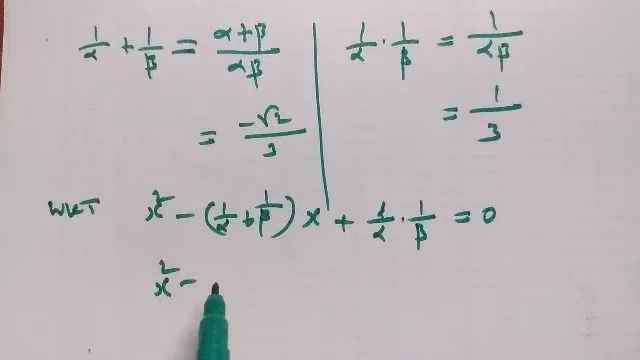 1/α + 1/β = (α+β)/(αβ)
= -√2/3
1/α · 1/β = 1/(αβ)
= 1/3
WKT x² - (1/α + 1/β) x + 1/α · 1/β = 0
x² -